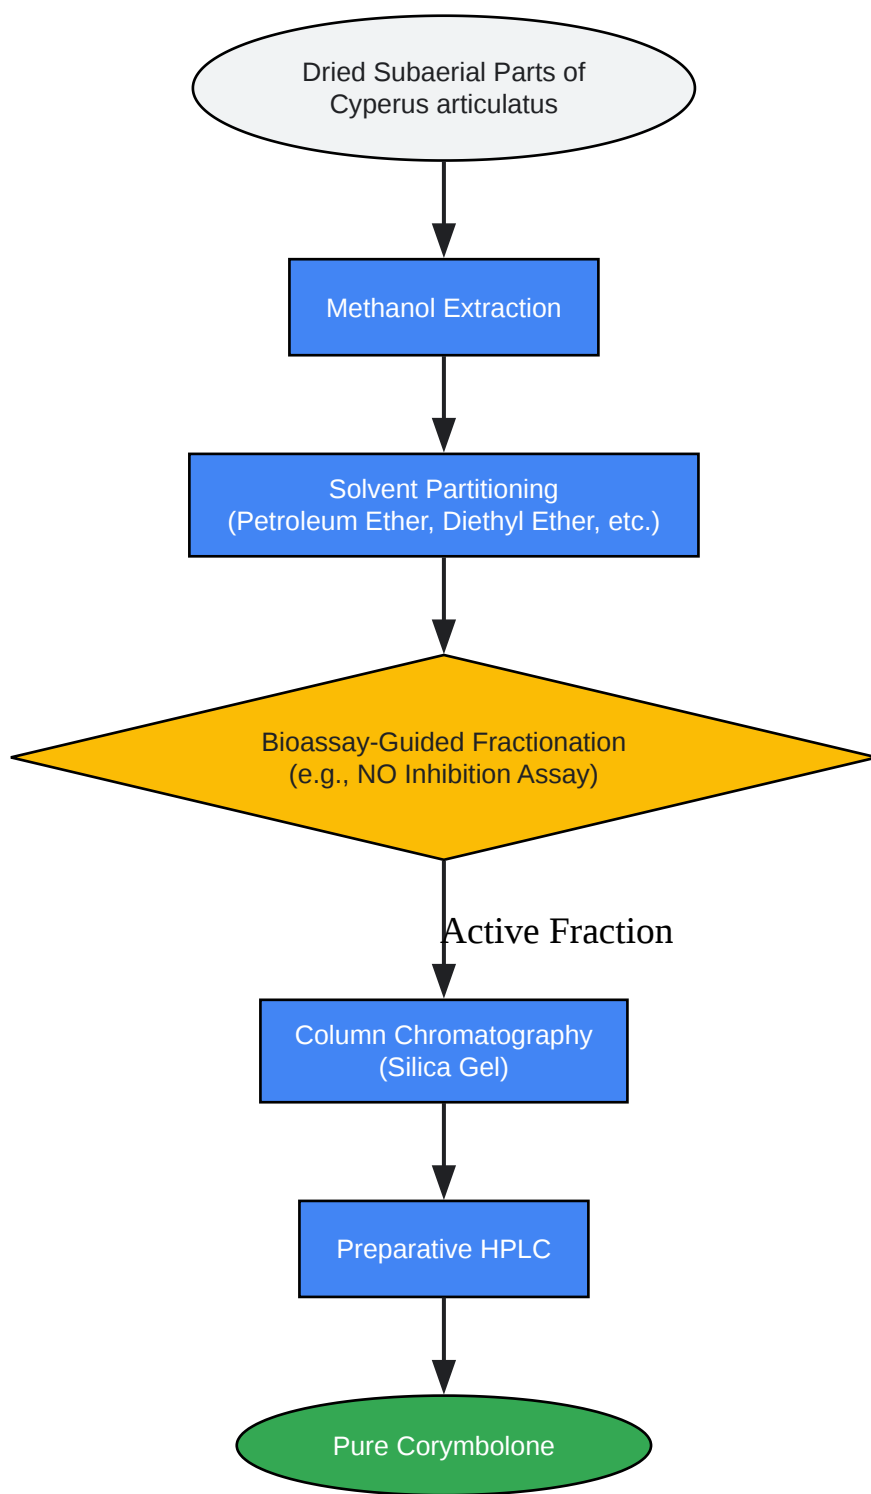 Dried Subaerial Parts of
Cyperus articulatus
Methanol Extraction
Solvent Partitioning
(Petroleum Ether, Diethyl Ether, etc.)
Bioassay-Guided Fractionation
(e.g., NO Inhibition Assay)
Active Fraction
Column Chromatography
(Silica Gel)
Preparative HPLC
Pure Corymbolone